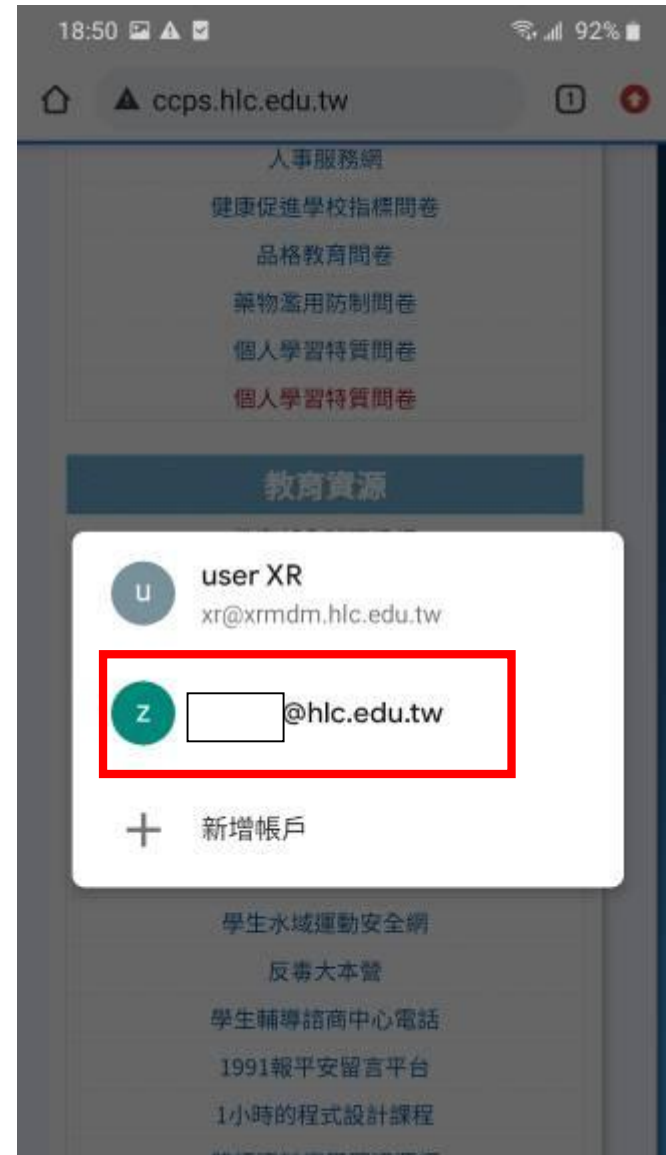 18:50 92%
ccps.hlc.edu.tw 1
人事服務網
健康促進學校指標問卷
品格教育問卷
藥物濫用防制問卷
個人學習特質問卷
個人學習特質問卷
教育資源
u user XR
xr@xrmdm.hlc.edu.tw
z @hlc.edu.tw
新增帳戶
學生水域運動安全網
反毒大本營
學生輔導諮商中心電話
1991報平安留言平台
1小時的程式設計課程